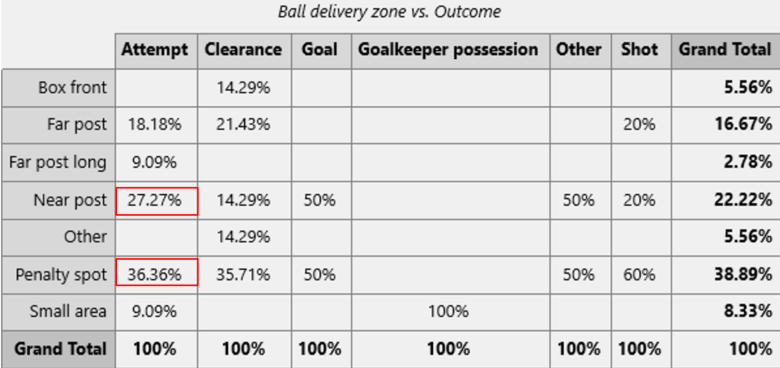 Ball delivery zone vs. Outcome
Attempt Clearance Goal Goalkeeper possession Other Shot Grand Total
Box front 14.29% 5.56%
Far post 18.18% 21.43% 20% 16.67%
Far post long 9.09% 2.78%
Near post 27.27% 14.29% 50% 50% 20% 22.22%
Other 14.29% 5.56%
Penalty spot 36.36% 35.71% 50% 50% 60% 38.89%
Small area 9.09% 100% 8.33%
Grand Total 100% 100% 100% 100% 100% 100% 100%